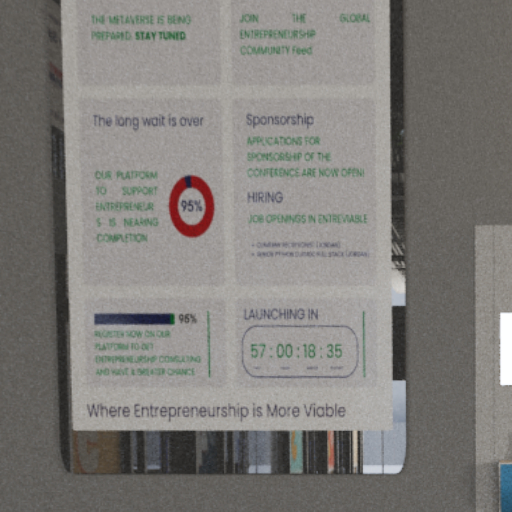 THE METAVERSE IS BEING
PREPARED. STAY TUNED
JOIN THE GLOBAL
ENTREPRENEURSHIP
COMMUNITY Feed
The long wait is over
OUR PLATFORM
TO SUPPORT
ENTREPRENEUR
S IS NEARING
COMPLETION
95%
Sponsorship
APPLICATIONS FOR
SPONSORSHIP OF THE
CONFERENCE ARE NOW OPEN!
HIRING
JOB OPENINGS IN ENTREVIABLE
95%
REGISTER NOW ON OUR
PLATFORM TO GET
ENTREPRENEURSHIP CONSULTING
AND HAVE A GREATER CHANCE
LAUNCHING IN
57 : 00 : 18 : 35
Where Entrepreneurship is More Viable